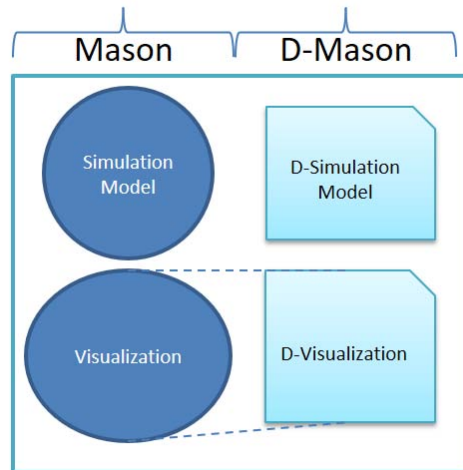 Mason
D-Mason
Simulation
Model
D-Simulation
Model
Visualization
D-Visualization